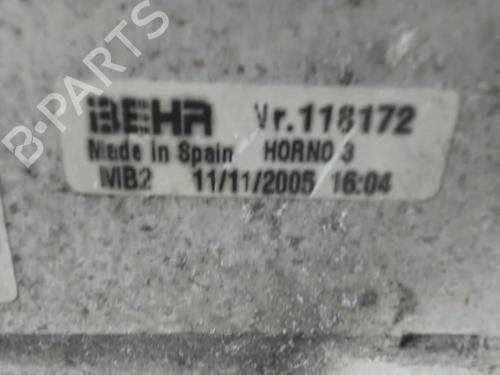 B-PARTS
BEHR Nr.118172
Made in Spain HORNO 3
MB2 11/11/2005 16:04